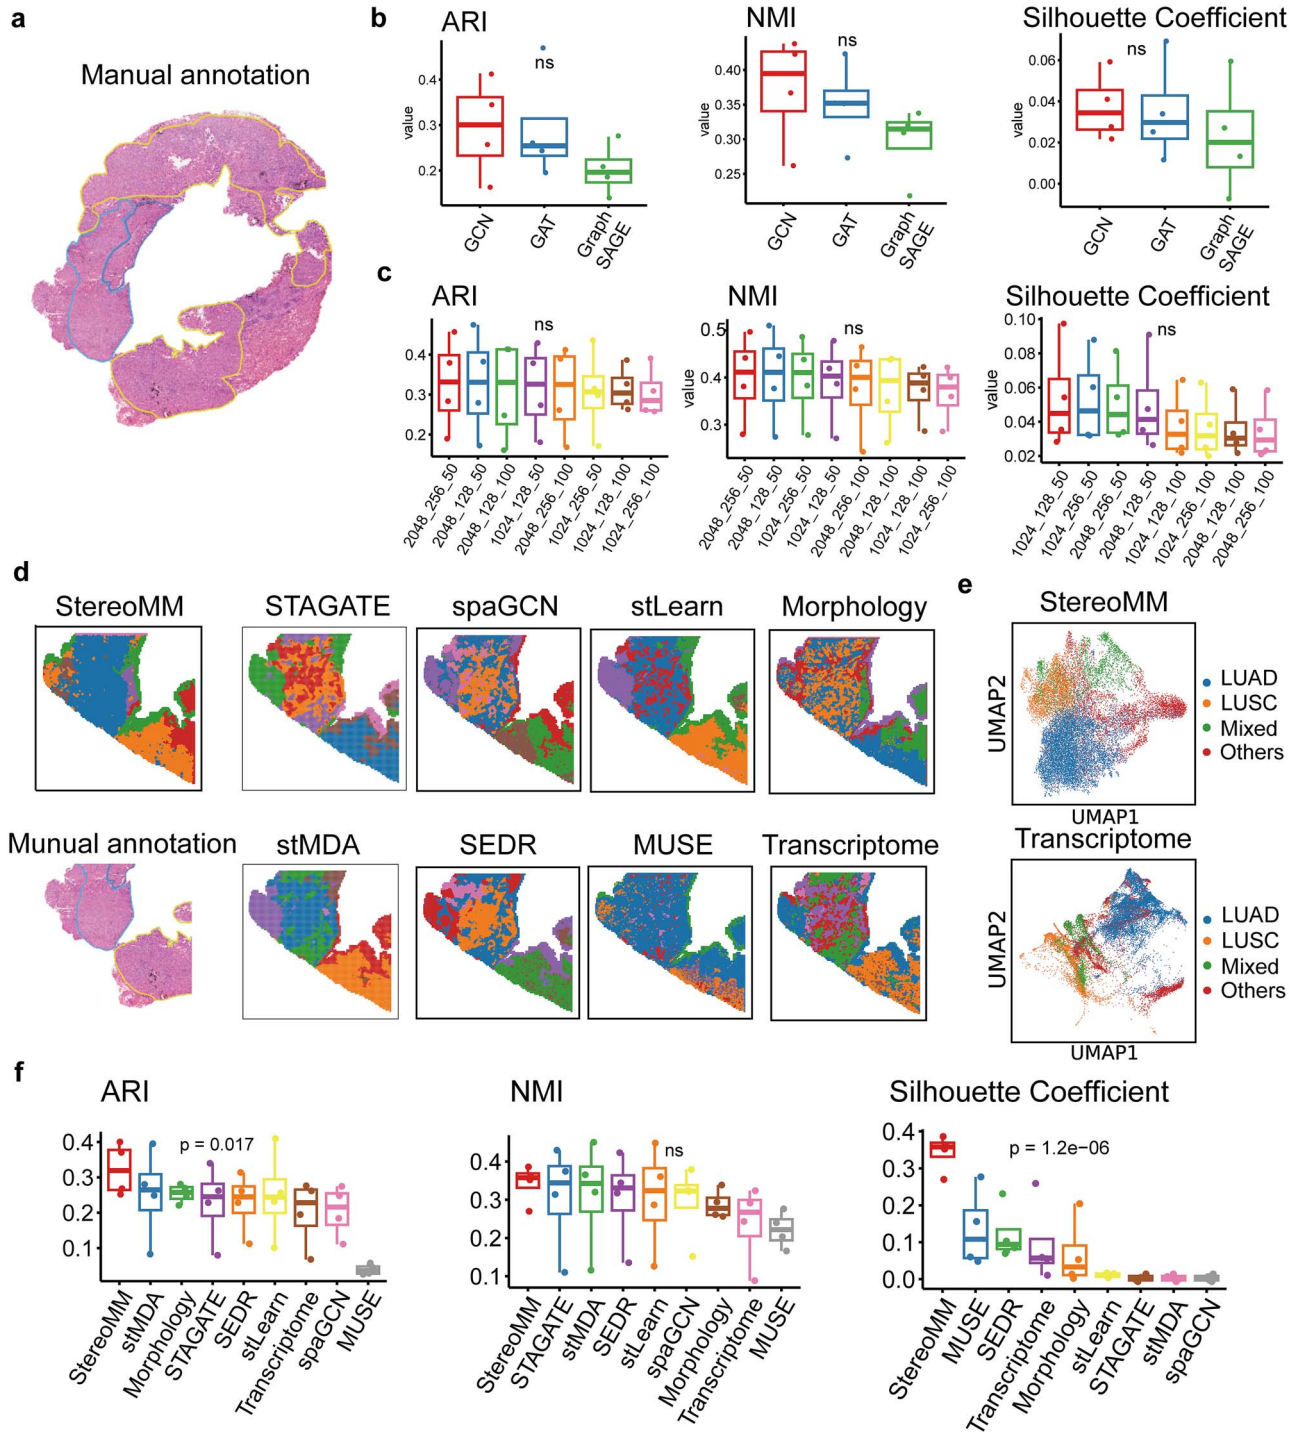 a
Manual annotation
b
ARI
value
0.4
0.3
0.2
ns
GCN
GAT
Graph
SAGE
NMI
value
0.40
0.35
0.30
0.25
ns
GCN
GAT
Graph
SAGE
Silhouette Coefficient
value
0.06
0.04
0.02
0.00
ns
GCN
GAT
Graph
SAGE
c
ARI
value
0.4
0.3
0.2
ns
2048_256_50
2048_128_50
2048_128_100
1024_128_50
2048_256_100
1024_256_50
1024_128_100
1024_256_100
NMI
value
0.5
0.4
0.3
ns
2048_256_50
2048_128_50
1024_256_50
1024_128_50
2048_256_100
2048_128_100
1024_128_100
1024_256_100
Silhouette Coefficient
value
0.10
0.08
0.06
0.04
0.02
ns
1024_128_50
1024_256_50
2048_256_50
2048_128_50
1024_128_100
1024_256_100
2048_128_100
2048_256_100
d
StereoMM
STAGATE
spaGCN
stLearn
Morphology
Munual annotation
stMDA
SEDR
MUSE
Transcriptome
e
StereoMM
UMAP2
UMAP1
LUAD
LUSC
Mixed
Others
Transcriptome
UMAP2
UMAP1
LUAD
LUSC
Mixed
Others
f
ARI
0.4
0.3
0.2
0.1
p = 0.017
StereoMM
stMDA
Morphology
STAGATE
SEDR
stLearn
Transcriptome
spaGCN
MUSE
NMI
0.4
0.3
0.2
0.1
ns
StereoMM
STAGATE
stMDA
SEDR
stLearn
spaGCN
Morphology
Transcriptome
MUSE
Silhouette Coefficient
0.4
0.3
0.2
0.1
0.0
p = 1.2e−06
StereoMM
MUSE
SEDR
Transcriptome
Morphology
stLearn
STAGATE
stMDA
spaGCN